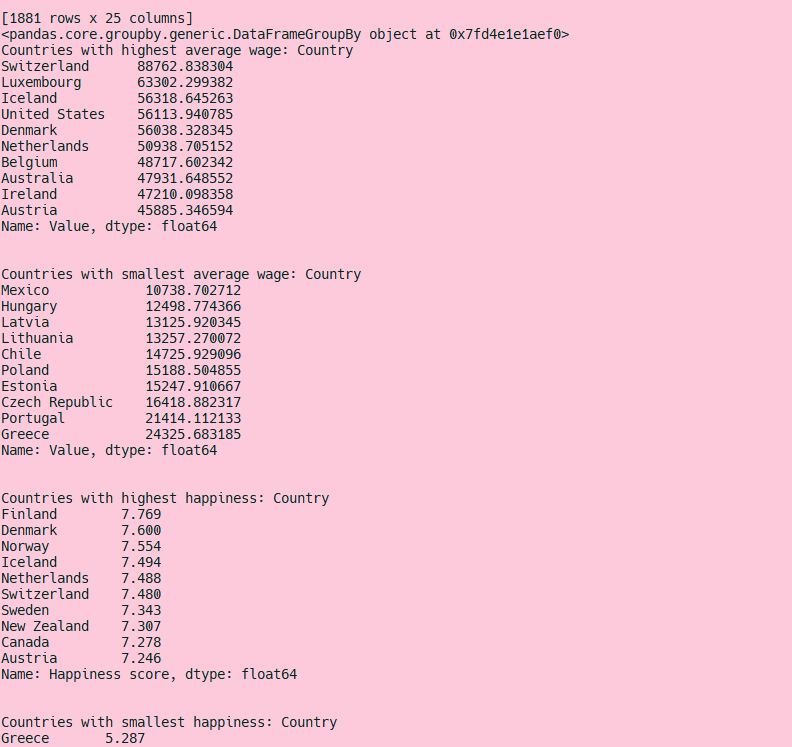 [1881 rows x 25 columns]
<pandas.core.groupby.generic.DataFrameGroupBy object at 0x7fd4e1e1aef0>
Countries with highest average wage: Country
Switzerland      88762.838304
Luxembourg       63302.299382
Iceland          56318.645263
United States    56113.940785
Denmark          56038.328345
Netherlands      50938.705152
Belgium          48717.602342
Australia        47931.648552
Ireland          47210.098358
Austria          45885.346594
Name: Value, dtype: float64
Countries with smallest average wage: Country
Mexico            10738.702712
Hungary           12498.774366
Latvia            13125.920345
Lithuania         13257.270072
Chile             14725.929096
Poland            15188.504855
Estonia           15247.910667
Czech Republic    16418.882317
Portugal          21414.112133
Greece            24325.683185
Name: Value, dtype: float64
Countries with highest happiness: Country
Finland        7.769
Denmark        7.600
Norway         7.554
Iceland        7.494
Netherlands    7.488
Switzerland    7.480
Sweden         7.343
New Zealand    7.307
Canada         7.278
Austria        7.246
Name: Happiness score, dtype: float64
Countries with smallest happiness: Country
Greece       5.287